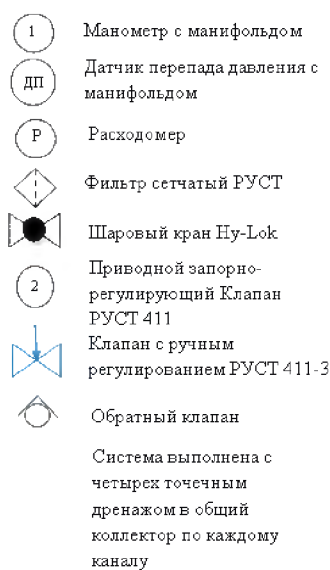 1 Манометр с манифольдом
ДП Датчик перепада давления с
манифольдом
Р Расходомер
Фильтр сетчатый РУСТ
Шаровый кран Hy-Lok
2 Приводной запорно-
регулирующий Клапан
РУСТ 411
Клапан с ручным
регулированием РУСТ 411-3
Обратный клапан
Система выполнена с
четырех точечным
дренажом в общий
коллектор по каждому
каналу